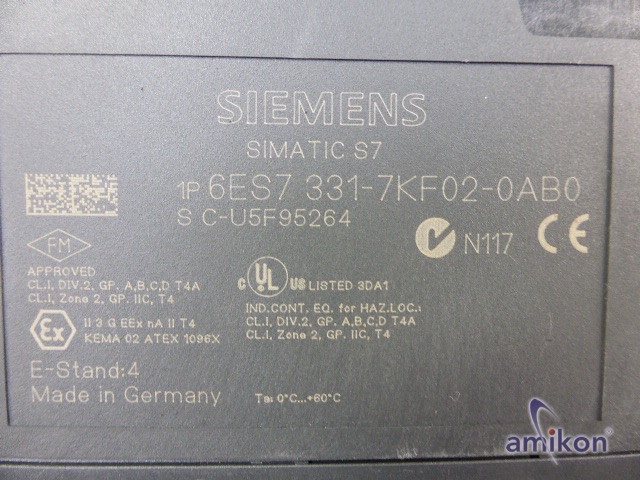 SIEMENS
SIMATIC S7
1P 6ES7 331-7KF02-0AB0
S C-U5F95264
N117 CE
FM
APPROVED
CL.I, DIV.2, GP. A,B,C,D T4A
CL.I, Zone 2, GP. IIC, T4
C UL US LISTED 3DA1
IND.CONT. EQ. for HAZ.LOC.:
CL.I, DIV.2, GP. A,B,C,D T4A
CL.I, Zone 2, GP. IIC, T4
Ex II 3 G EEx nA II T4
KEMA 02 ATEX 1096X
E-Stand:4
Made in Germany
Ta: 0°C...+60°C
amikon®